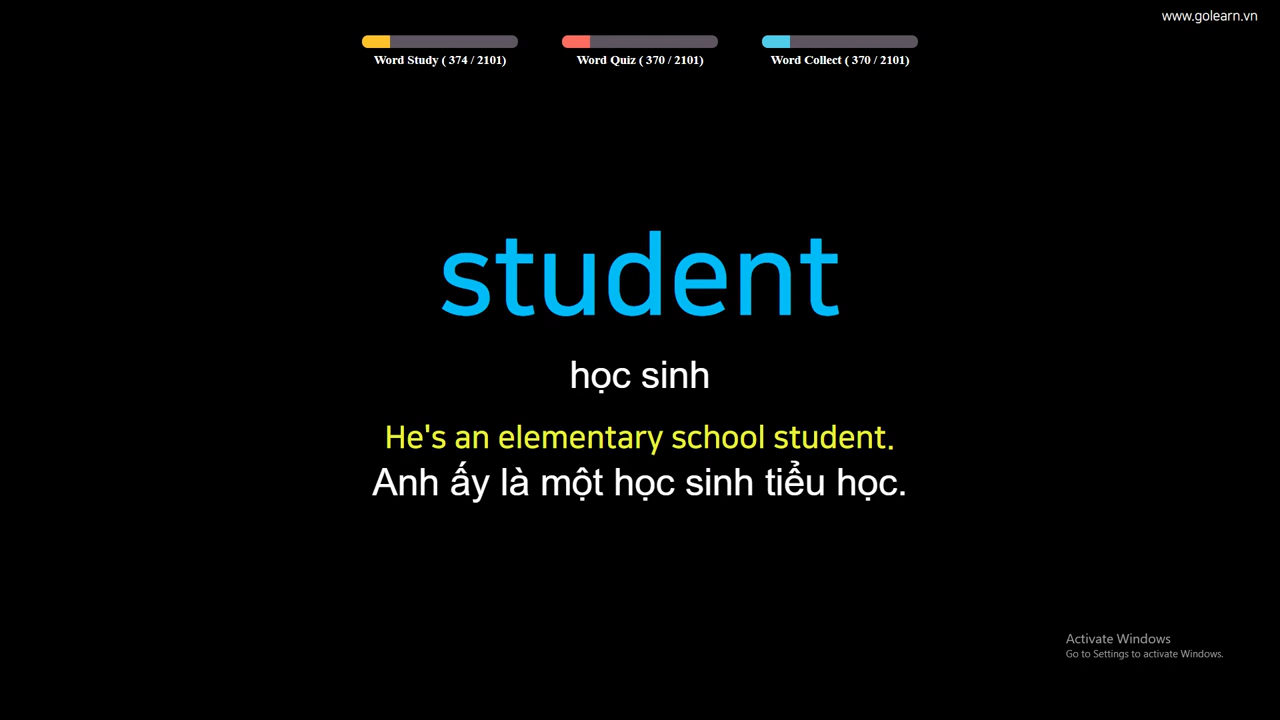 www.golearn.vn
Word Study ( 374 / 2101)
Word Quiz ( 370 / 2101)
Word Collect ( 370 / 2101)
student
học sinh
He's an elementary school student.
Anh ấy là một học sinh tiểu học.
Activate Windows
Go to Settings to activate Windows.